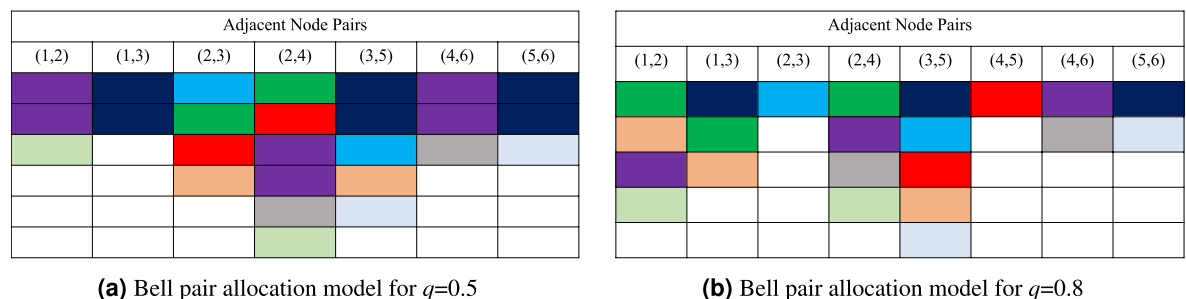 Adjacent Node Pairs
(1,2) (1,3) (2,3) (2,4) (3,5) (4,6) (5,6)
(a) Bell pair allocation model for q=0.5
Adjacent Node Pairs
(1,2) (1,3) (2,3) (2,4) (3,5) (4,5) (4,6) (5,6)
(b) Bell pair allocation model for q=0.8